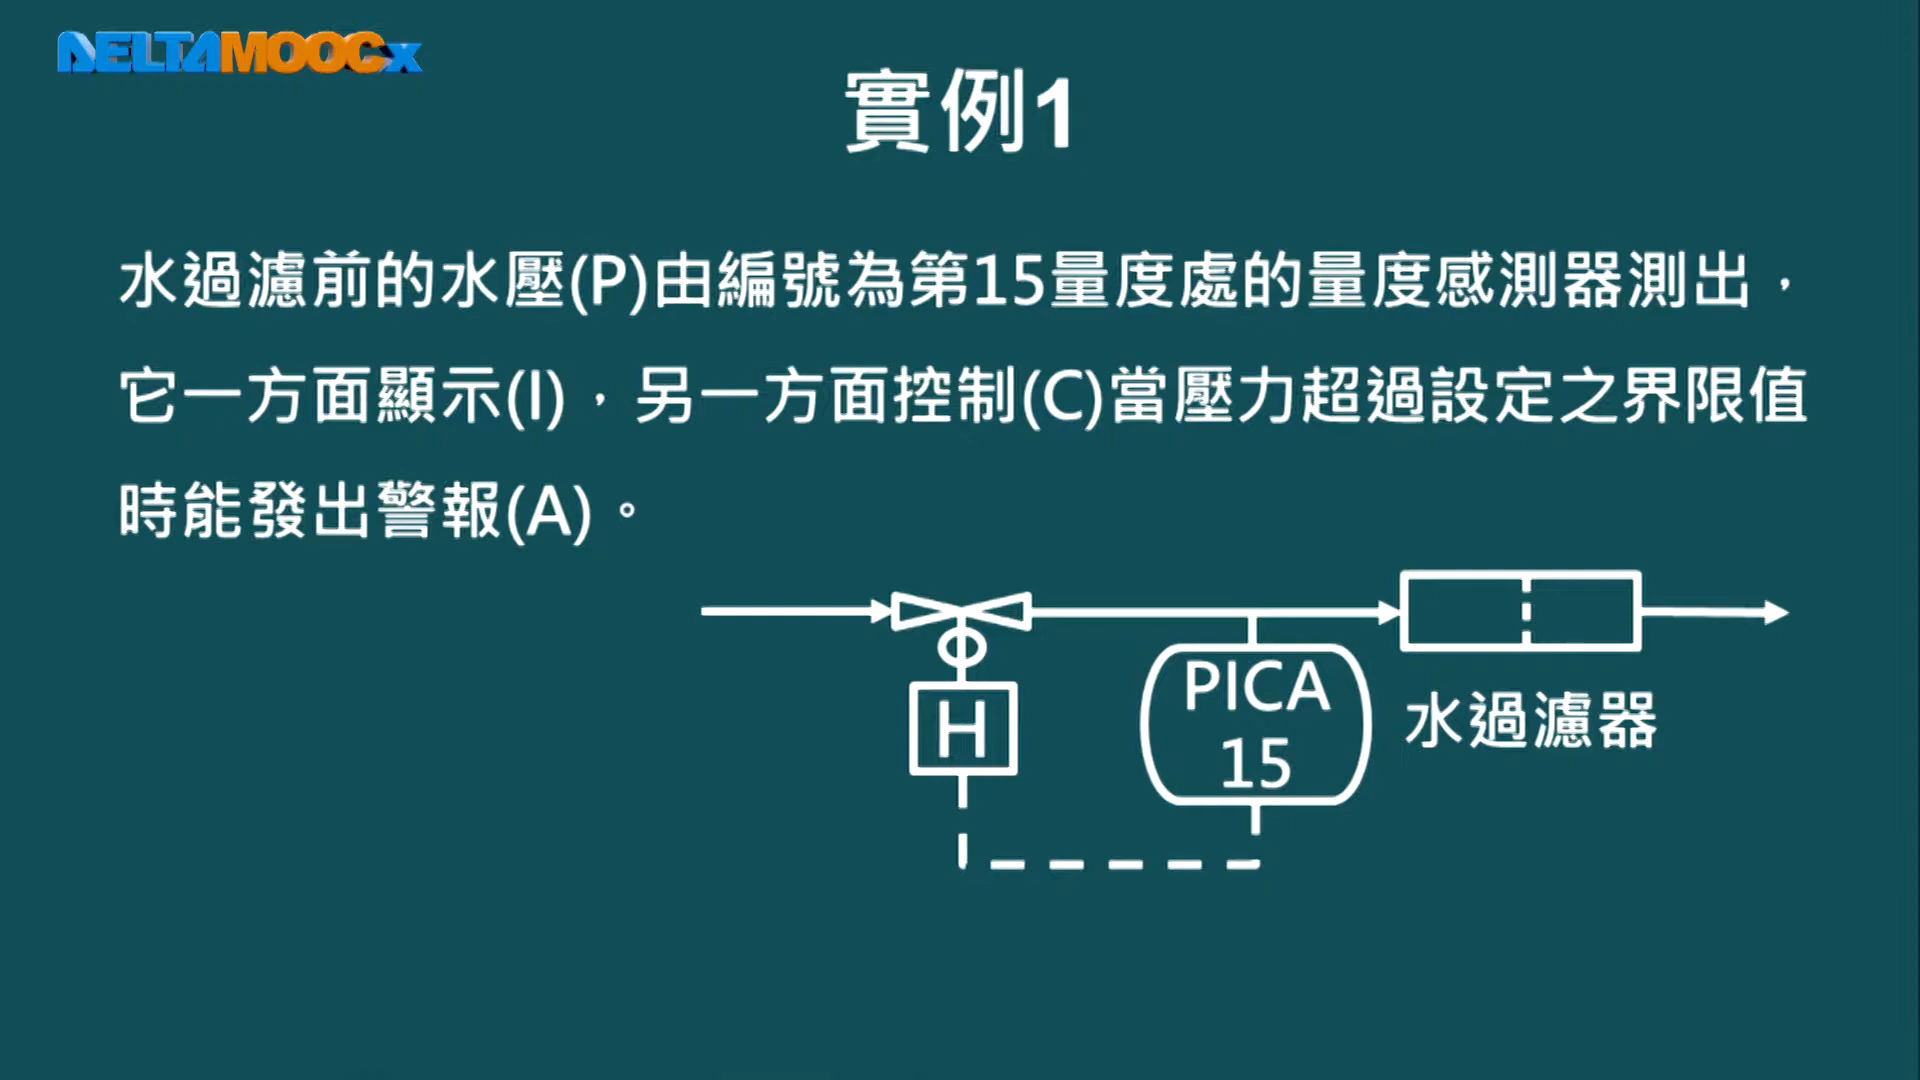 DELTAMOOCx
實例1
水過濾前的水壓(P)由編號為第15量度處的量度感測器測出，
它一方面顯示(I)，另一方面控制(C)當壓力超過設定之界限值
時能發出警報(A)。
PICA
15
H
水過濾器